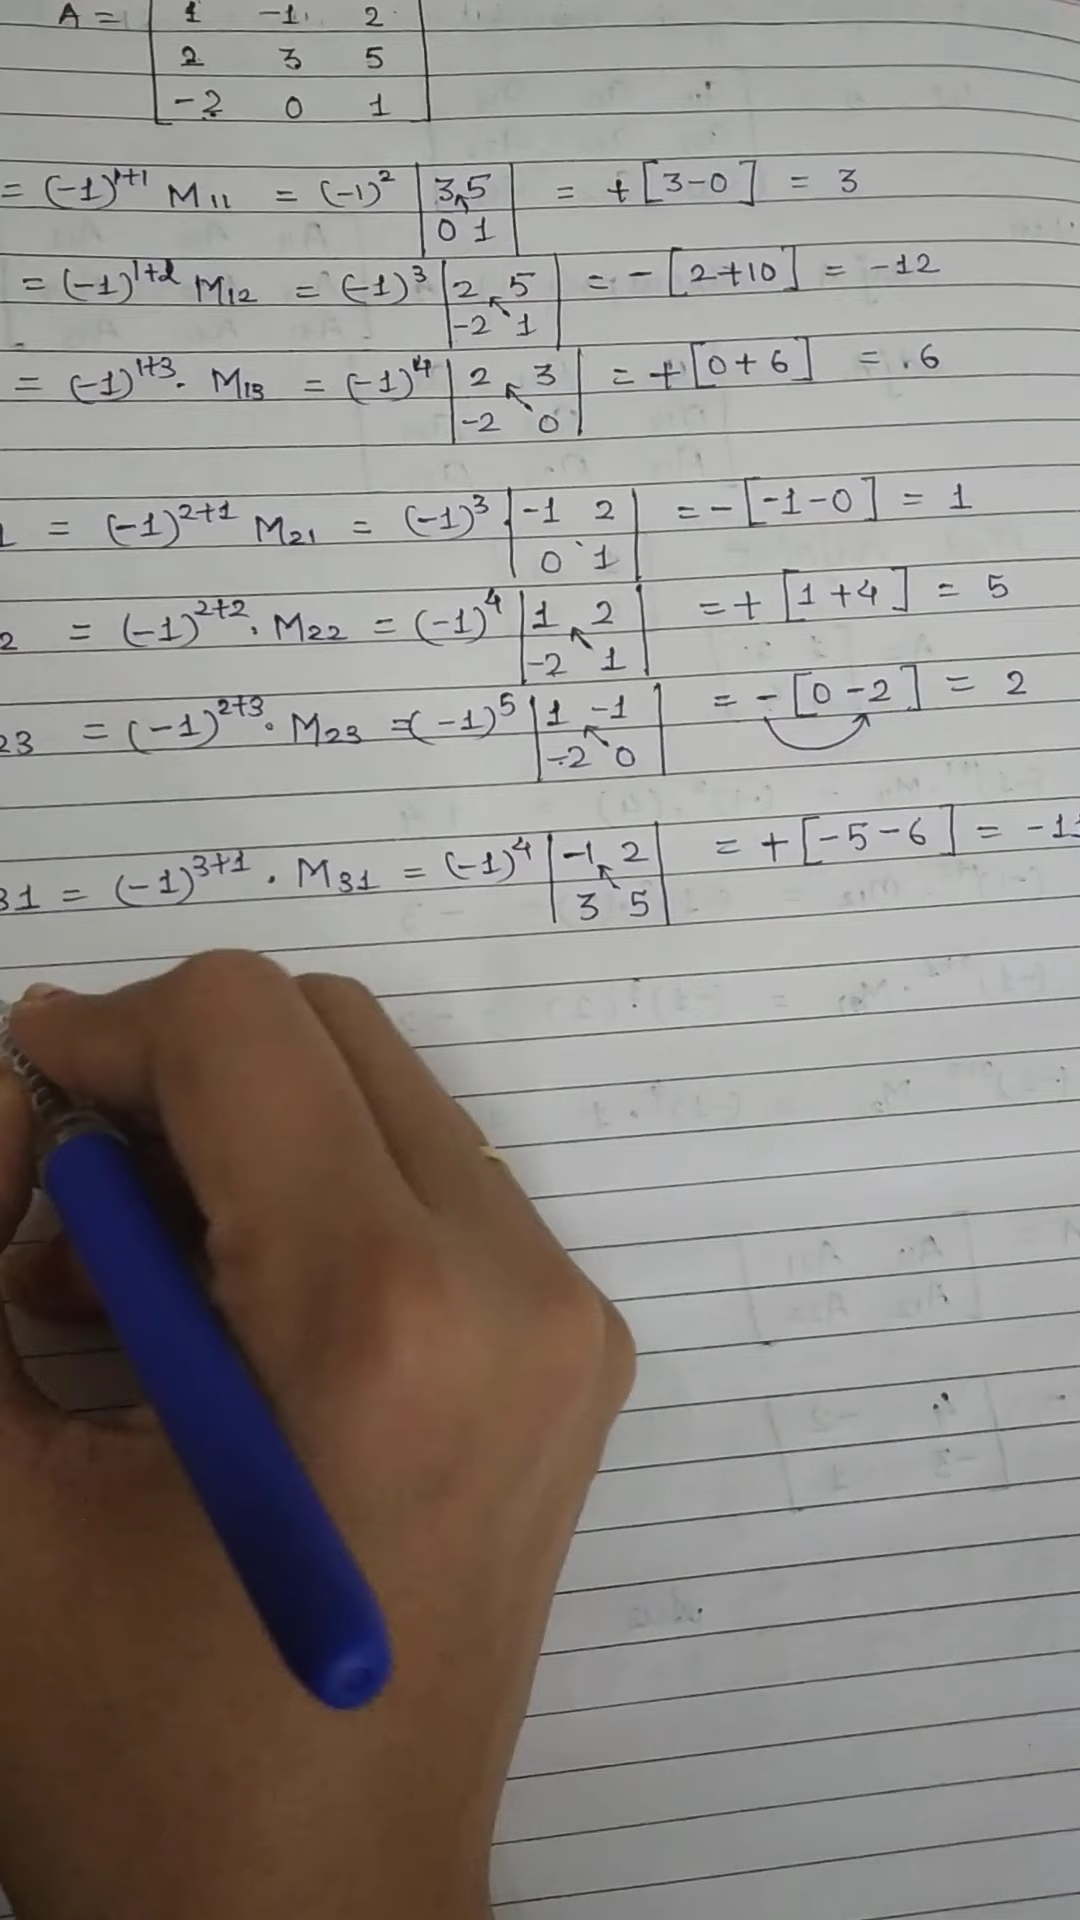 A = 1 -1 2
2 3 5
-2 0 1
= (-1)^1+1 M11 = (-1)^2 |3 5| = +[3-0] = 3
|0 1|
= (-1)^1+2 M12 = (-1)^3 |2 5| = -[2+10] = -12
|-2 1|
= (-1)^1+3 . M13 = (-1)^4 |2 3| = +[0+6] = 6
|-2 0|
1 = (-1)^2+1 M21 = (-1)^3 |-1 2| = -[-1-0] = 1
|0 1|
2 = (-1)^2+2 . M22 = (-1)^4 |1 2| = +[1+4] = 5
|-2 1|
23 = (-1)^2+3 . M23 = (-1)^5 |1 -1| = -[0-2] = 2
|-2 0|
31 = (-1)^3+1 . M31 = (-1)^4 |-1 2| = +[-5-6] = -11
|3 5|